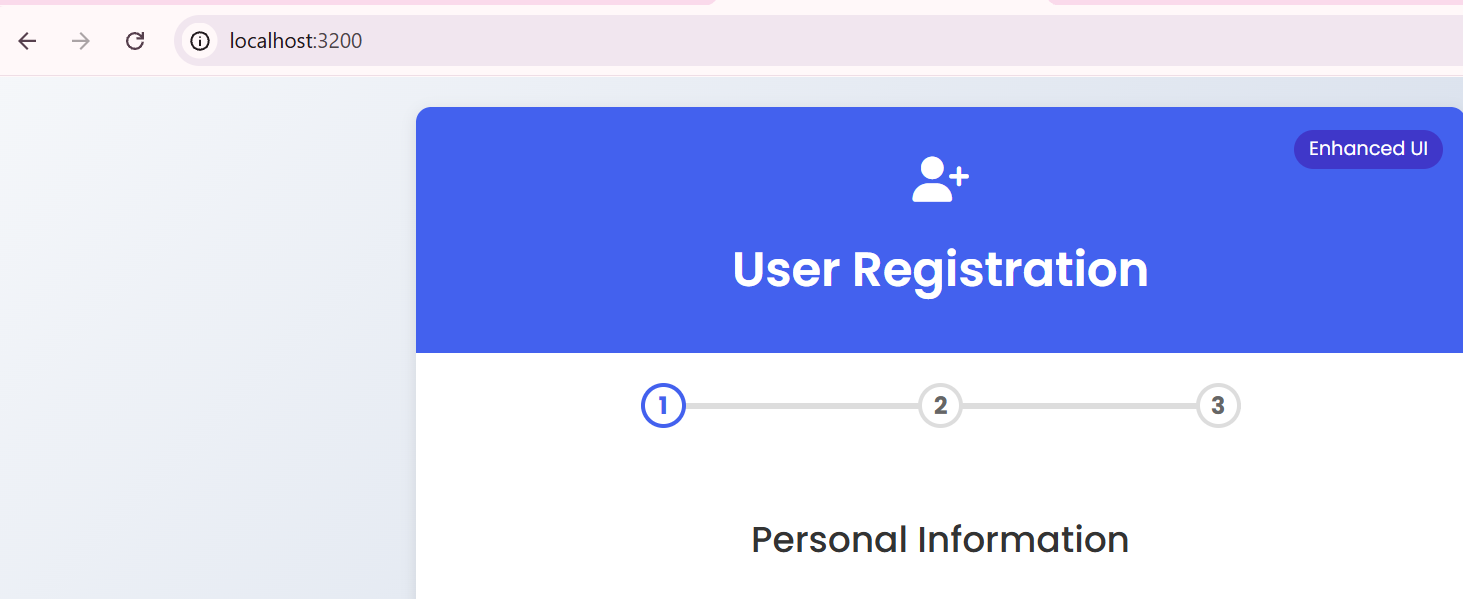 localhost:3200
Enhanced UI
User Registration
1 2 3
Personal Information